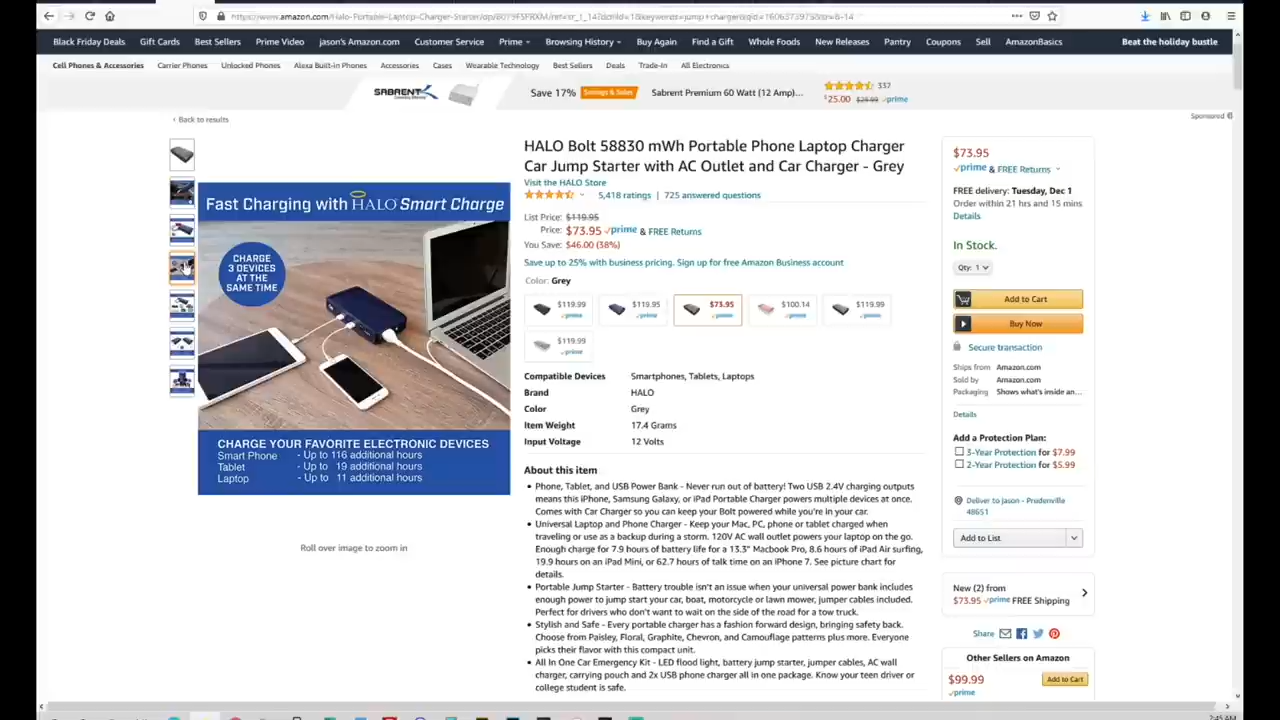 Black Friday Deals Gift Cards Best Sellers Prime Video jason's Amazon.com Customer Service Prime Browsing History Buy Again Find a Gift Whole Foods New Releases Pantry Coupons Sell AmazonBasics Beat the holiday bustle
Cell Phones & Accessories Carrier Phones Unlocked Phones Alexa Built-in Phones Accessories Cases Wearable Technology Best Sellers Deals Trade-In All Electronics
SABRENT Save 17% Savings & Sales Sabrent Premium 60 Watt (12 Amp)... 337
$25.00 $29.99 prime
Sponsored
‹ Back to results
HALO Bolt 58830 mWh Portable Phone Laptop Charger
Car Jump Starter with AC Outlet and Car Charger - Grey
Visit the HALO Store
5,418 ratings | 725 answered questions
List Price: $119.95
Price: $73.95 prime & FREE Returns
You Save: $46.00 (38%)
Save up to 25% with business pricing. Sign up for free Amazon Business account
Color: Grey
$119.99 prime
$119.95 prime
$73.95 prime
$100.14 prime
$119.99 prime
$119.99 prime
Compatible Devices Smartphones, Tablets, Laptops
Brand HALO
Color Grey
Item Weight 17.4 Grams
Input Voltage 12 Volts
About this item
• Phone, Tablet, and USB Power Bank - Never run out of battery! Two USB 2.4V charging outputs
means this iPhone, Samsung Galaxy, or iPad Portable Charger powers multiple devices at once.
Comes with Car Charger so you can keep your Bolt powered while you're in your car.
• Universal Laptop and Phone Charger - Keep your Mac, PC, phone or tablet charged when
traveling or use as a backup during a storm. 120V AC wall outlet powers your laptop on the go.
Enough charge for 7.9 hours of battery life for a 13.3" Macbook Pro, 8.6 hours of iPad Air surfing,
19.9 hours on an iPad Mini, or 62.7 hours of talk time on an iPhone 7. See picture chart for
details.
• Portable Jump Starter - Battery trouble isn't an issue when your universal power bank includes
enough power to jump start your car, boat, motorcycle or lawn mower, jumper cables included.
Perfect for drivers who don't want to wait on the side of the road for a tow truck.
• Stylish and Safe - Every portable charger has a fashion forward design, bringing safety back.
Choose from Paisley, Floral, Graphite, Chevron, and Camouflage patterns plus more. Everyone
picks their flavor with this compact unit.
• All In One Car Emergency Kit - LED flood light, battery jump starter, jumper cables, AC wall
charger, carrying pouch and 2x USB phone charger all in one package. Know your teen driver or
college student is safe.
Fast Charging with HALO Smart Charge
CHARGE
3 DEVICES
AT THE
SAME TIME
CHARGE YOUR FAVORITE ELECTRONIC DEVICES
Smart Phone - Up to 116 additional hours
Tablet - Up to 19 additional hours
Laptop - Up to 11 additional hours
Roll over image to zoom in
$73.95
prime & FREE Returns
FREE delivery: Tuesday, Dec 1
Order within 21 hrs and 15 mins
Details
In Stock.
Qty: 1
Add to Cart
Buy Now
Secure transaction
Ships from Amazon.com
Sold by Amazon.com
Packaging Shows what's inside an...
Details
Add a Protection Plan:
3-Year Protection for $7.99
2-Year Protection for $5.99
Deliver to Jason - Prudenville
48651
Add to List
New (2) from
$73.95 prime FREE Shipping
Share
Other Sellers on Amazon
$99.99 Add to Cart
prime
2:45 AM